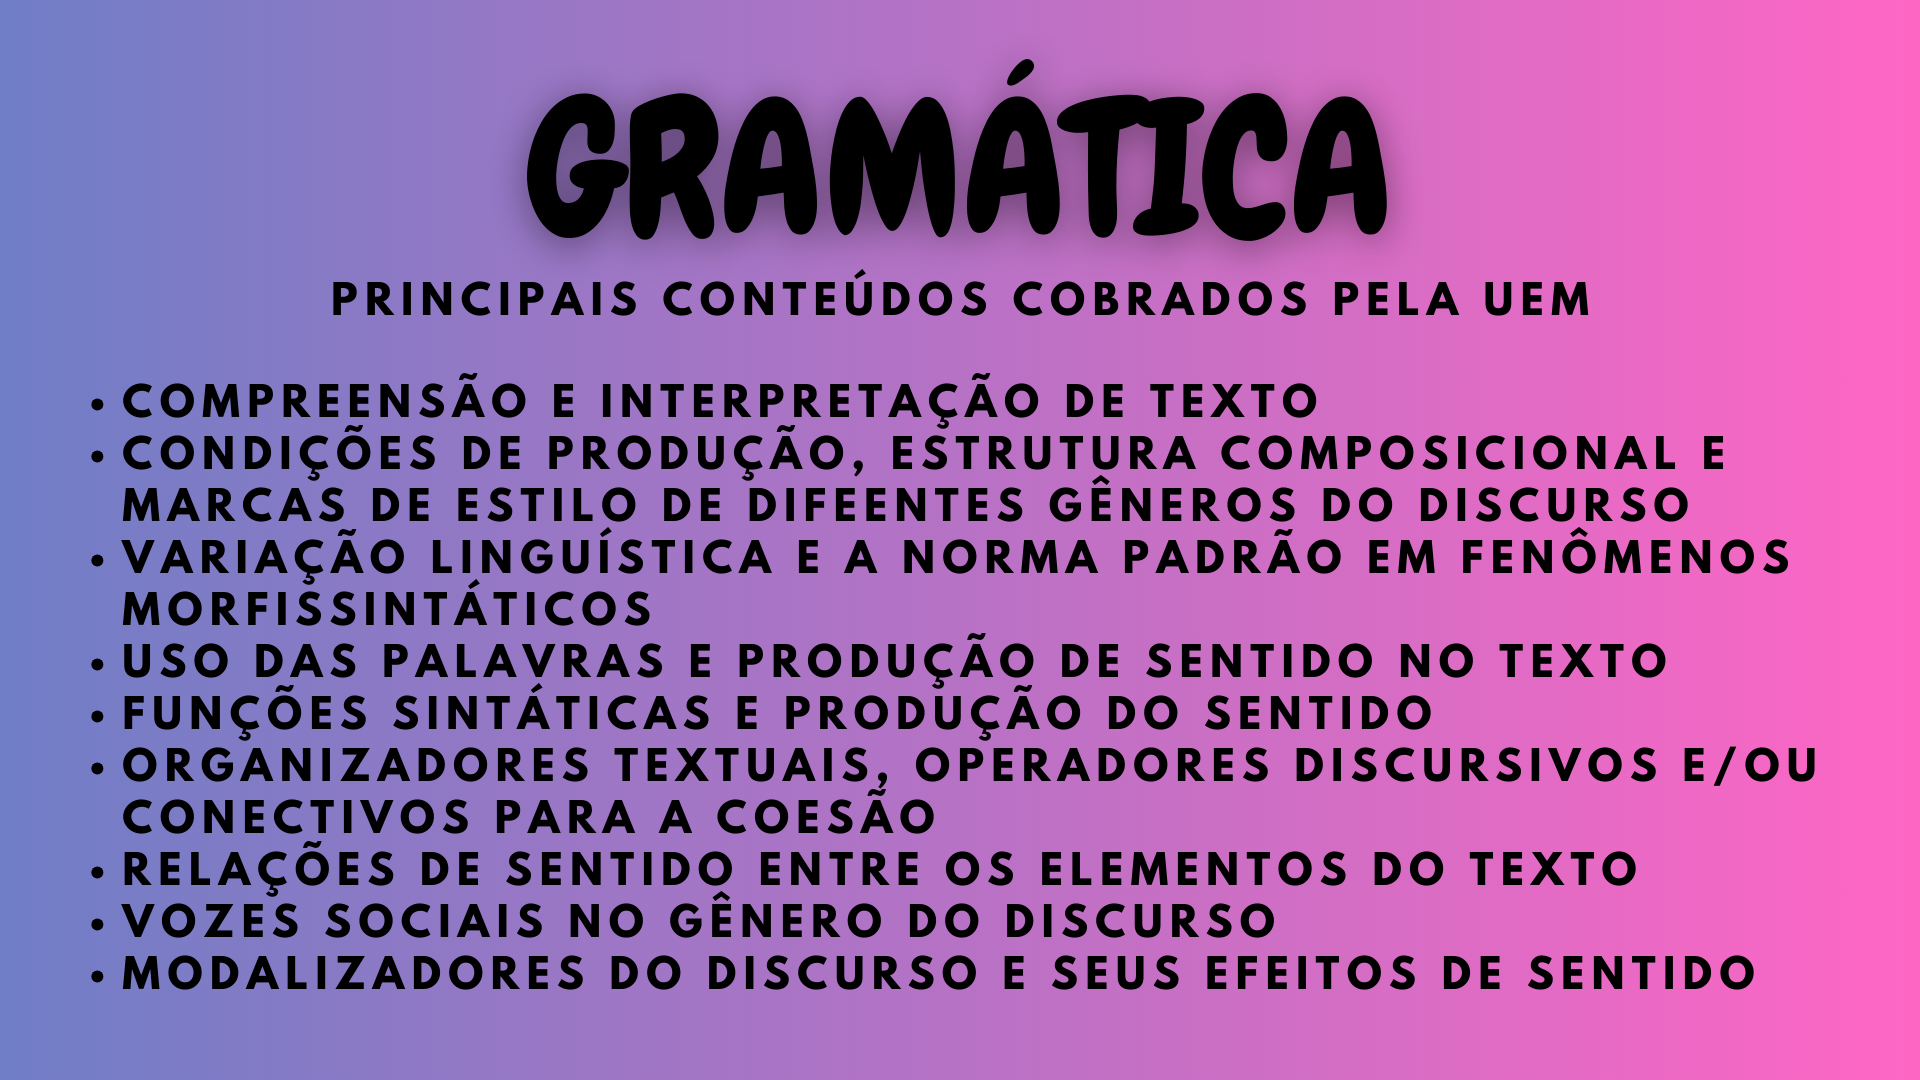 GRAMÁTICA
PRINCIPAIS CONTEÚDOS COBRADOS PELA UEM
• COMPREENSÃO E INTERPRETAÇÃO DE TEXTO
• CONDIÇÕES DE PRODUÇÃO, ESTRUTURA COMPOSICIONAL E
MARCAS DE ESTILO DE DIFEENTES GÊNEROS DO DISCURSO
• VARIAÇÃO LINGUÍSTICA E A NORMA PADRÃO EM FENÔMENOS
MORFISSINTÁTICOS
• USO DAS PALAVRAS E PRODUÇÃO DE SENTIDO NO TEXTO
• FUNÇÕES SINTÁTICAS E PRODUÇÃO DO SENTIDO
• ORGANIZADORES TEXTUAIS, OPERADORES DISCURSIVOS E/OU
CONECTIVOS PARA A COESÃO
• RELAÇÕES DE SENTIDO ENTRE OS ELEMENTOS DO TEXTO
• VOZES SOCIAIS NO GÊNERO DO DISCURSO
• MODALIZADORES DO DISCURSO E SEUS EFEITOS DE SENTIDO